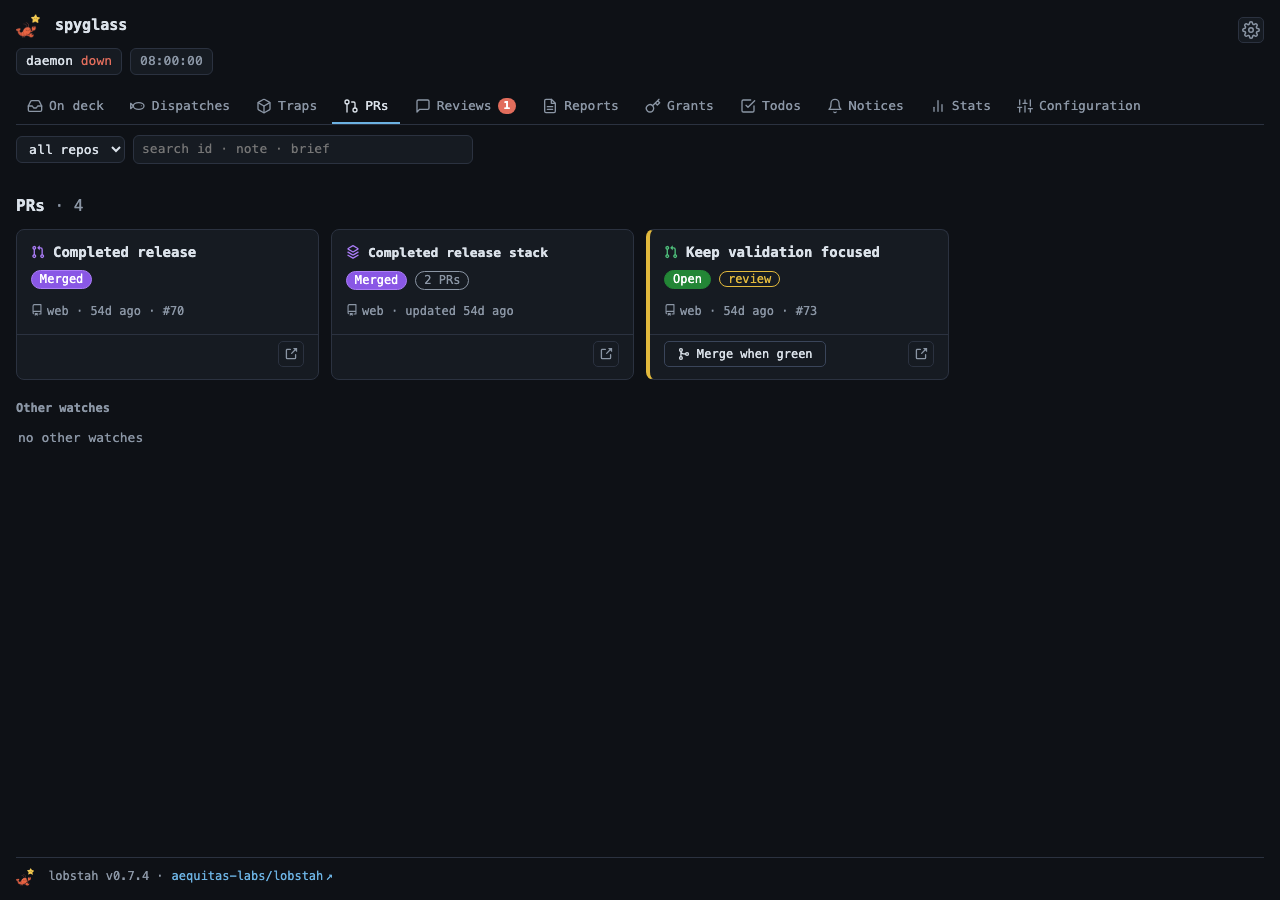 spyglass
daemon down 08:00:00
On deck Dispatches Traps PRs Reviews 1 Reports Grants Todos Notices Stats Configuration
all repos search id · note · brief
PRs · 4
Completed release
Merged
web · 54d ago · #70
Completed release stack
Merged 2 PRs
web · updated 54d ago
Keep validation focused
Open review
web · 54d ago · #73
Merge when green
Other watches
no other watches
lobstah v0.7.4 · aequitas-labs/lobstah↗